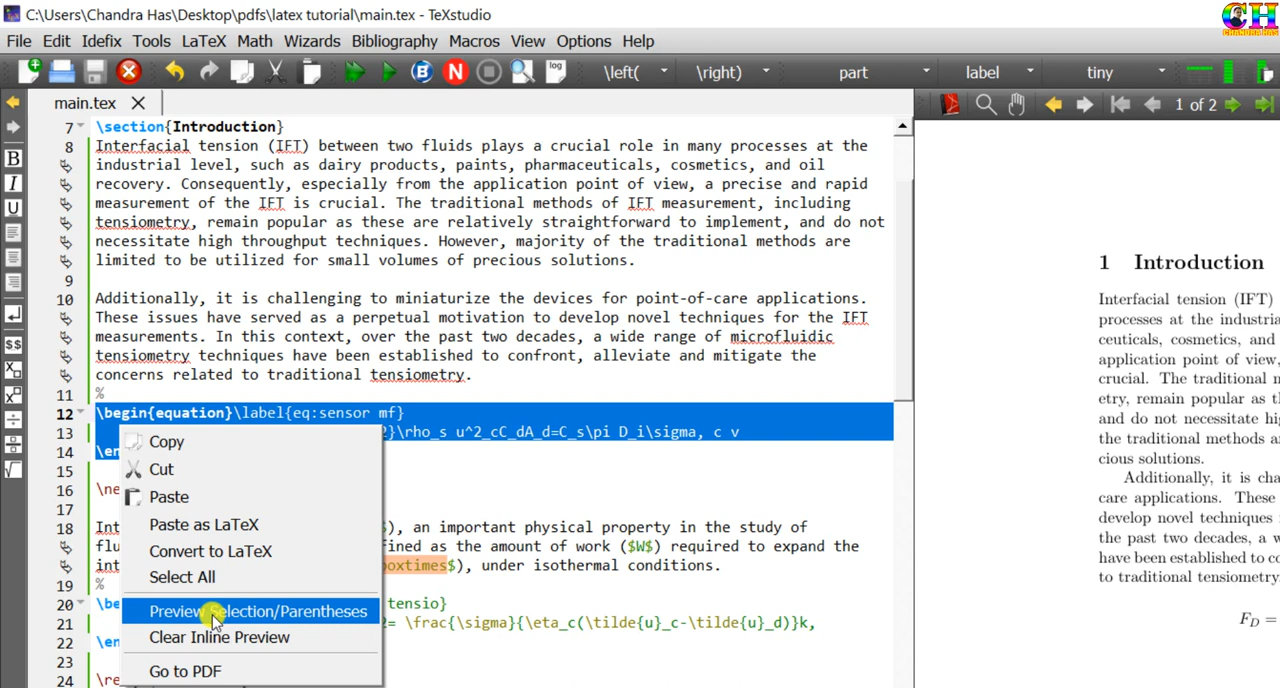 C:\Users\Chandra Has\Desktop\pdfs\latex tutorial\main.tex - TeXstudio
CH
CHANDRA HAS
File Edit Idefix Tools LaTeX Math Wizards Bibliography Macros View Options Help
B N log \left( \right) part label tiny
main.tex
1 of 2
7 \section{Introduction}
8 Interfacial tension (IFT) between two fluids plays a crucial role in many processes at the
industrial level, such as dairy products, paints, pharmaceuticals, cosmetics, and oil
recovery. Consequently, especially from the application point of view, a precise and rapid
measurement of the IFT is crucial. The traditional methods of IFT measurement, including
tensiometry, remain popular as these are relatively straightforward to implement, and do not
necessitate high throughput techniques. However, majority of the traditional methods are
limited to be utilized for small volumes of precious solutions.
9
10 Additionally, it is challenging to miniaturize the devices for point-of-care applications.
These issues have served as a perpetual motivation to develop novel techniques for the IFT
measurements. In this context, over the past two decades, a wide range of microfluidic
tensiometry techniques have been established to confront, alleviate and mitigate the
concerns related to traditional tensiometry.
11 %
12 \begin{equation}\label{eq:sensor mf}
13 2}\rho_s u^2_cC_dA_d=C_s\pi D_i\sigma, c v
14 \en
15
16 \ne
17
18 Int $), an important physical property in the study of
flu fined as the amount of work ($W$) required to expand the
int boxtimes$), under isothermal conditions.
19 %
20 \be tensio}
21 2= \frac{\sigma}{\eta_c(\tilde{u}_c-\tilde{u}_d)}k,
22 \en
23
24 \re
B
I
U
$$
Copy
Cut
Paste
Paste as LaTeX
Convert to LaTeX
Select All
Preview Selection/Parentheses
Clear Inline Preview
Go to PDF
1 Introduction
Interfacial tension (IFT)
processes at the industria
ceuticals, cosmetics, and
application point of view,
crucial. The traditional m
etry, remain popular as th
and do not necessitate hig
the traditional methods ar
cious solutions.
Additionally, it is cha
care applications. These
develop novel techniques
the past two decades, a w
have been established to co
to traditional tensiometry.
F_D =